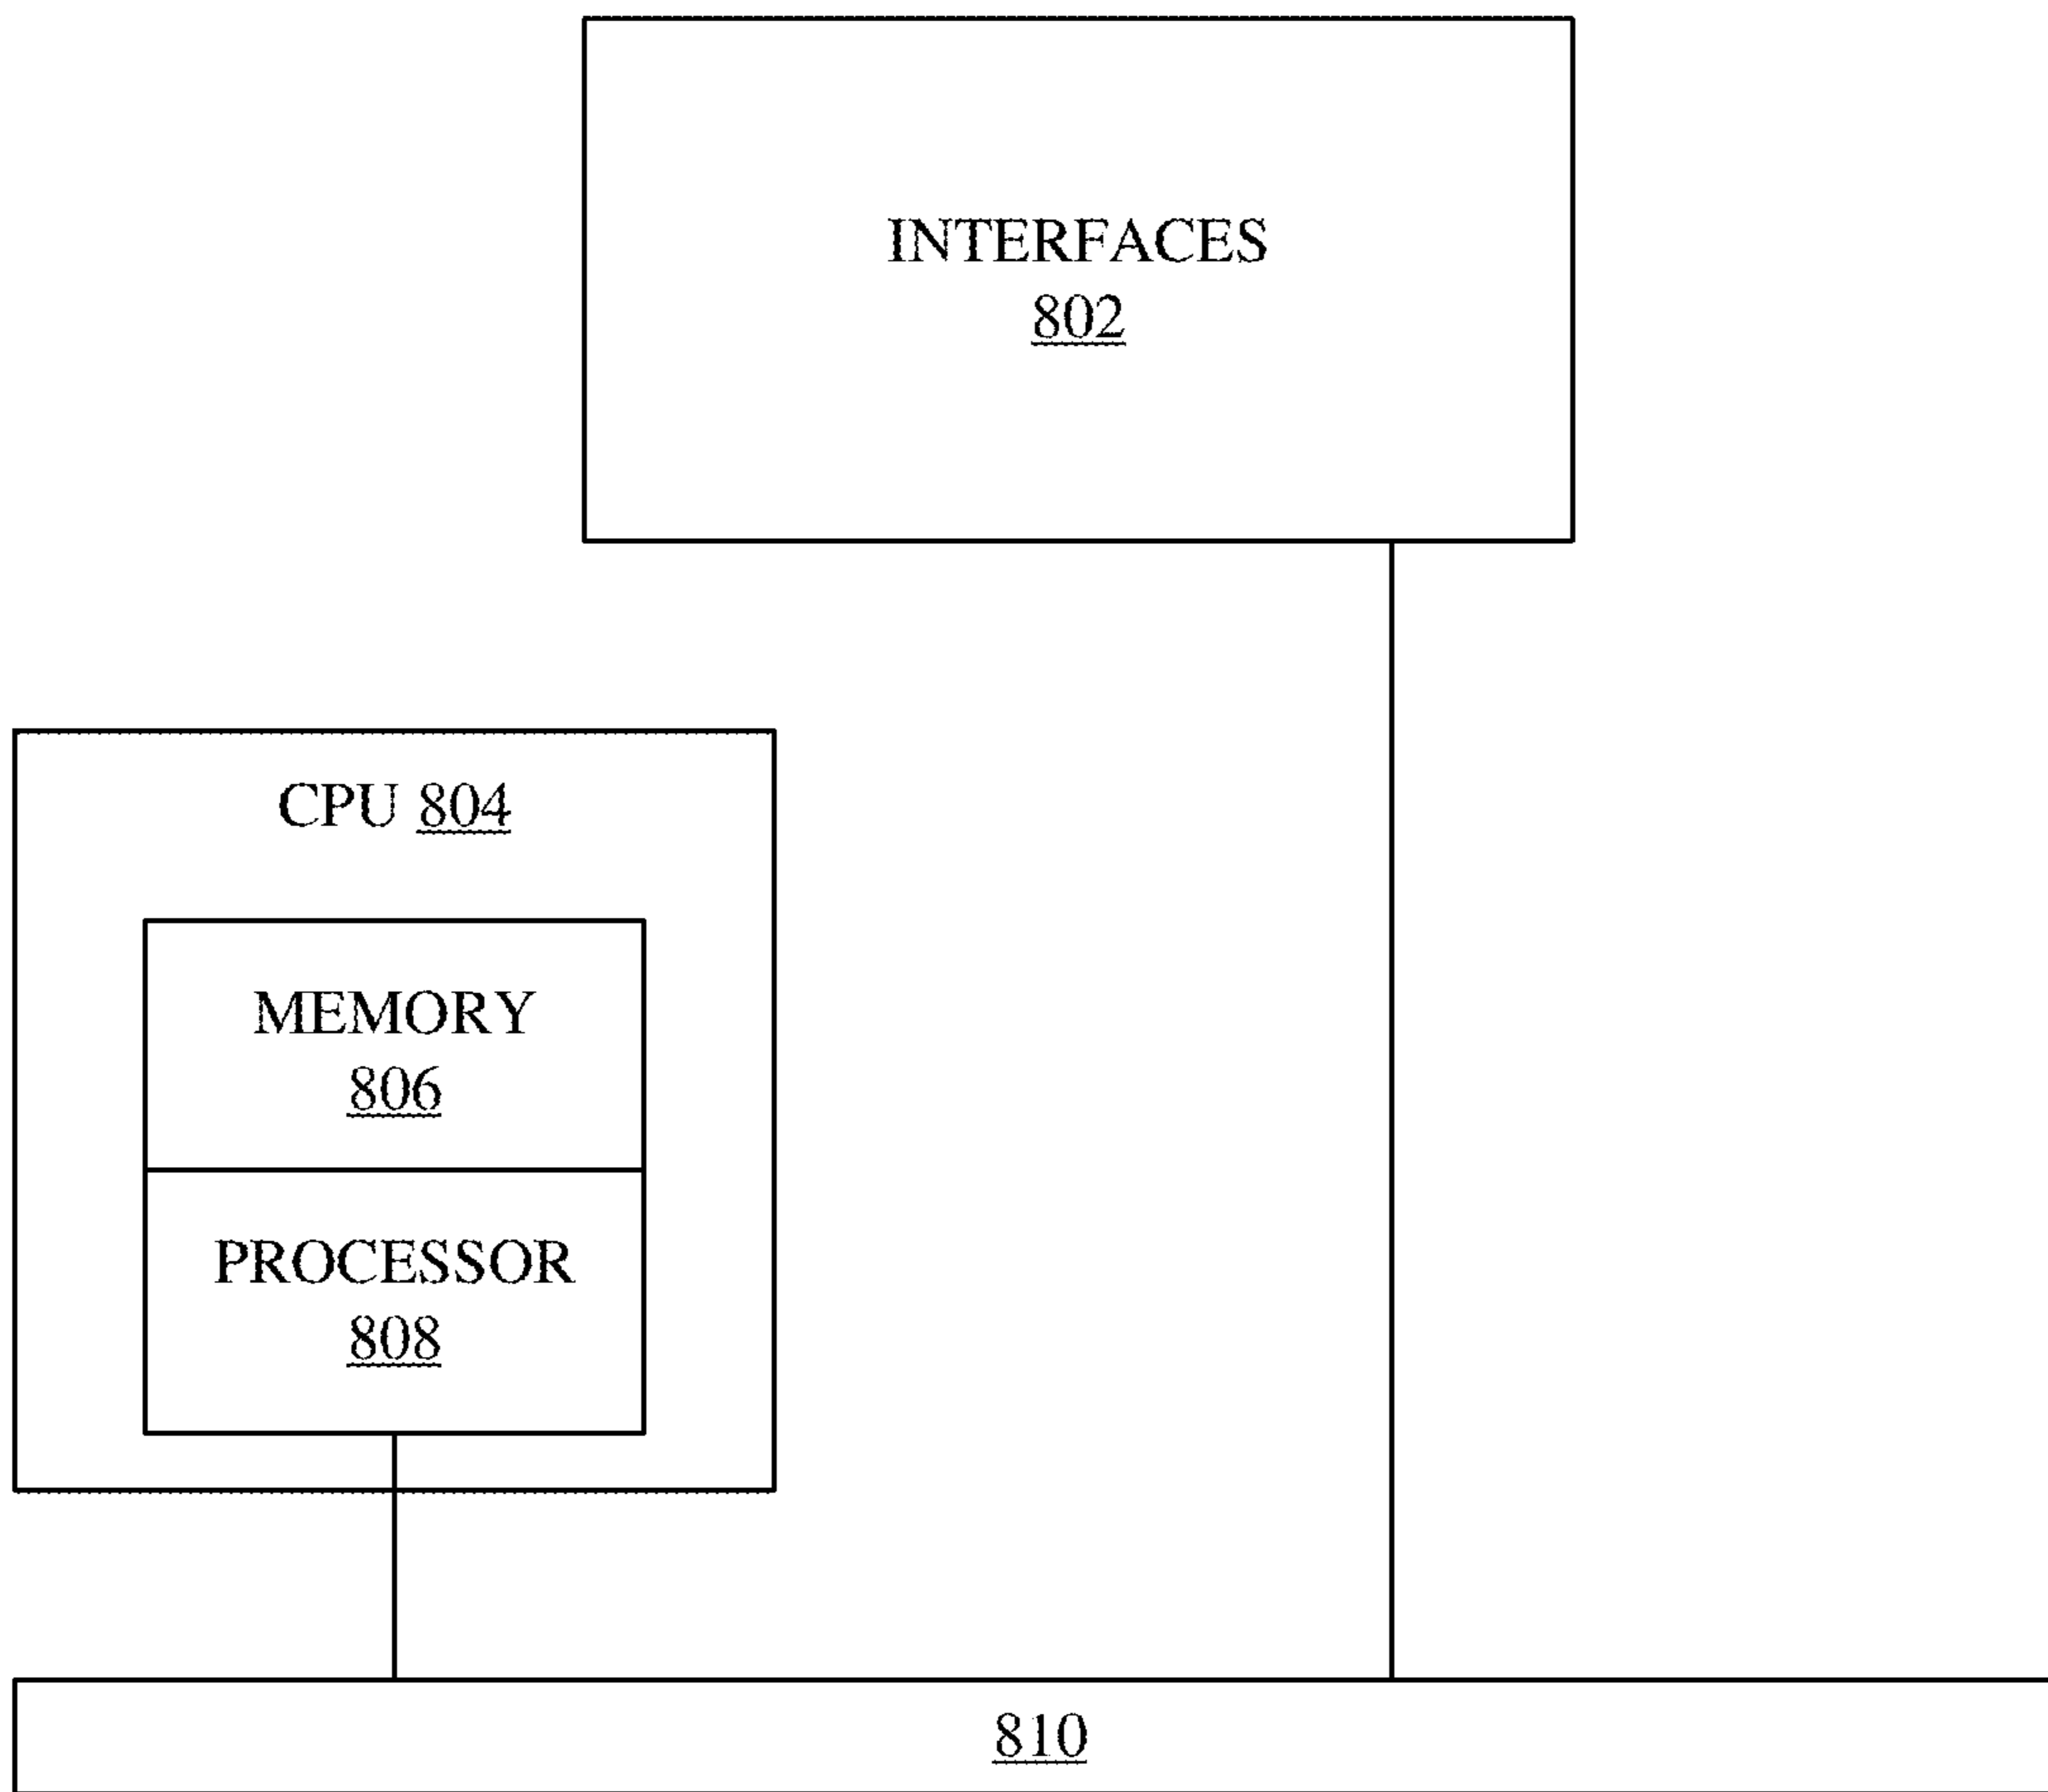 INTERFACES
802
CPU 804
MEMORY
806
PROCESSOR
808
810